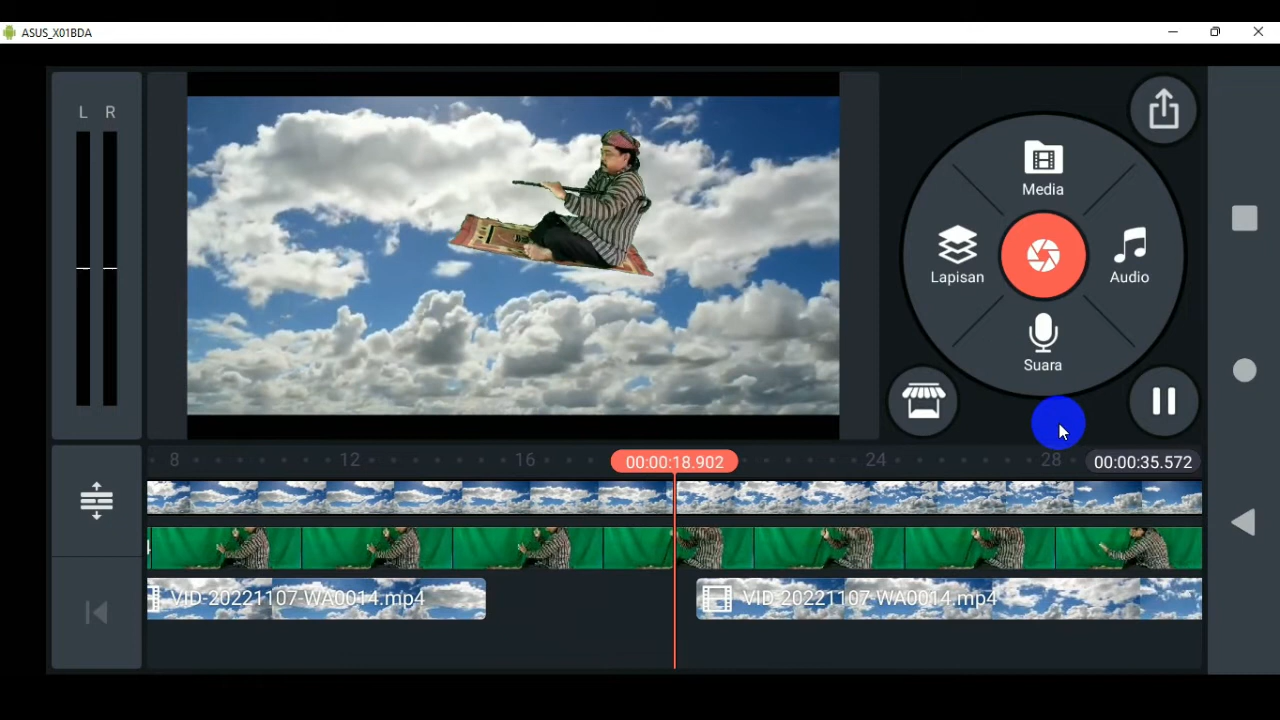 ASUS_X01BDA
L R
Media
Lapisan
Audio
Suara
8 12 16 00:00:18.902 24 28 00:00:35.572
VID-20221107-WA0014.mp4
VID-20221107-WA0014.mp4